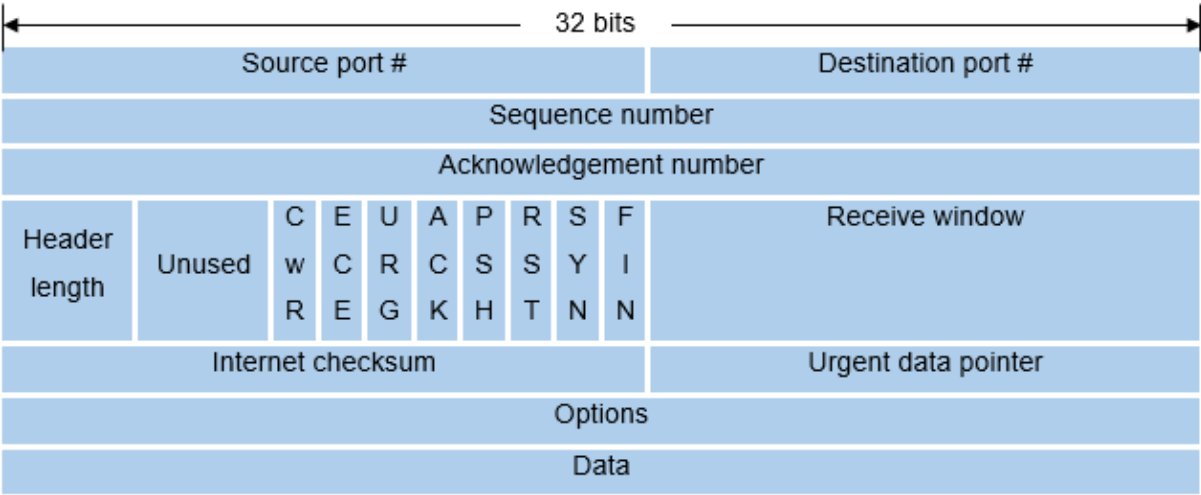 32 bits
Source port #
Destination port #
Sequence number
Acknowledgement number
Header
length
Unused
C
w
R
E
C
E
U
R
G
A
C
K
P
S
H
R
S
T
S
Y
N
F
I
N
Receive window
Internet checksum
Urgent data pointer
Options
Data